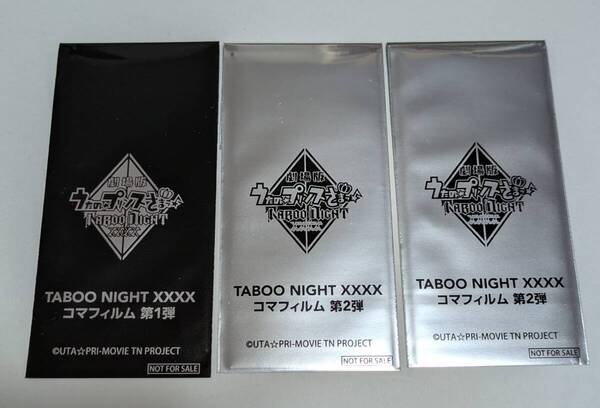 劇場版
うたの☆プリンスさまっ♪
TABOO NIGHT
XXXX
TABOO NIGHT XXXX
コマフィルム 第1弾
©UTA☆PRI-MOVIE TN PROJECT
NOT FOR SALE
劇場版
うたの☆プリンスさまっ♪
TABOO NIGHT
XXXX
TABOO NIGHT XXXX
コマフィルム 第2弾
©UTA☆PRI-MOVIE TN PROJECT
NOT FOR SALE
劇場版
うたの☆プリンスさまっ♪
TABOO NIGHT
XXXX
TABOO NIGHT XXXX
コマフィルム 第2弾
©UTA☆PRI-MOVIE TN PROJECT
NOT FOR SALE